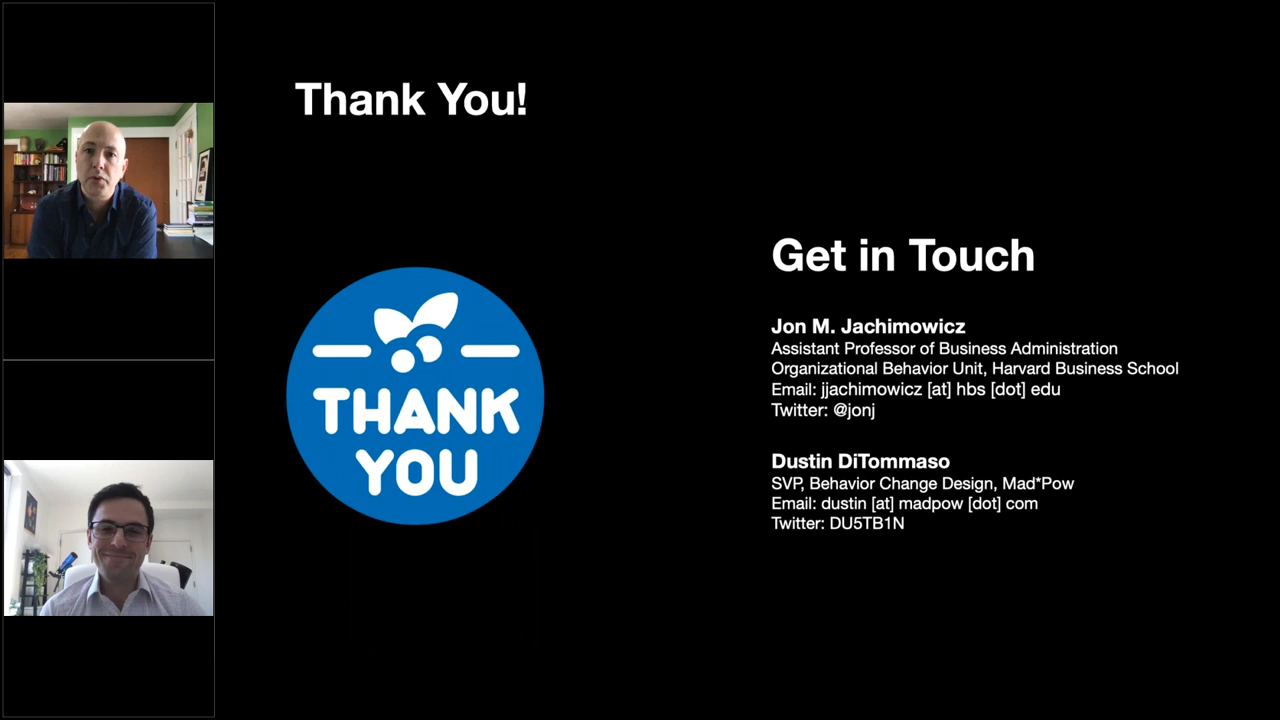 Thank You!
THANK
YOU
Get in Touch
Jon M. Jachimowicz
Assistant Professor of Business Administration
Organizational Behavior Unit, Harvard Business School
Email: jjachimowicz [at] hbs [dot] edu
Twitter: @jonj
Dustin DiTommaso
SVP, Behavior Change Design, Mad*Pow
Email: dustin [at] madpow [dot] com
Twitter: DU5TB1N